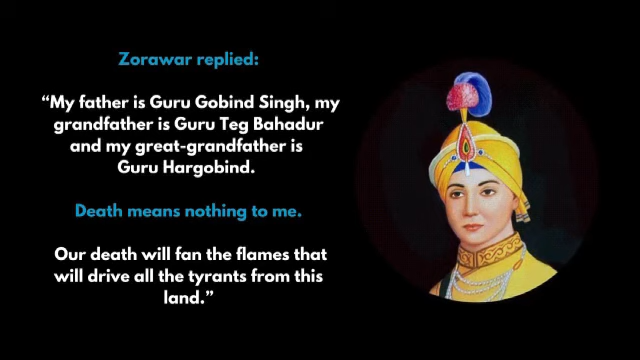 Zorawar replied:
“My father is Guru Gobind Singh, my
grandfather is Guru Teg Bahadur
and my great-grandfather is
Guru Hargobind.
Death means nothing to me.
Our death will fan the flames that
will drive all the tyrants from this
land.”